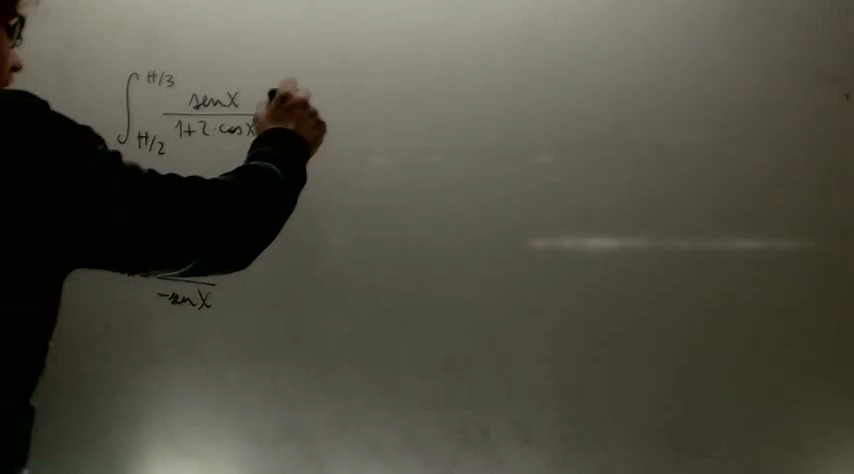 ∫ π/3
senX
1+2·cosX
π/2
-senX